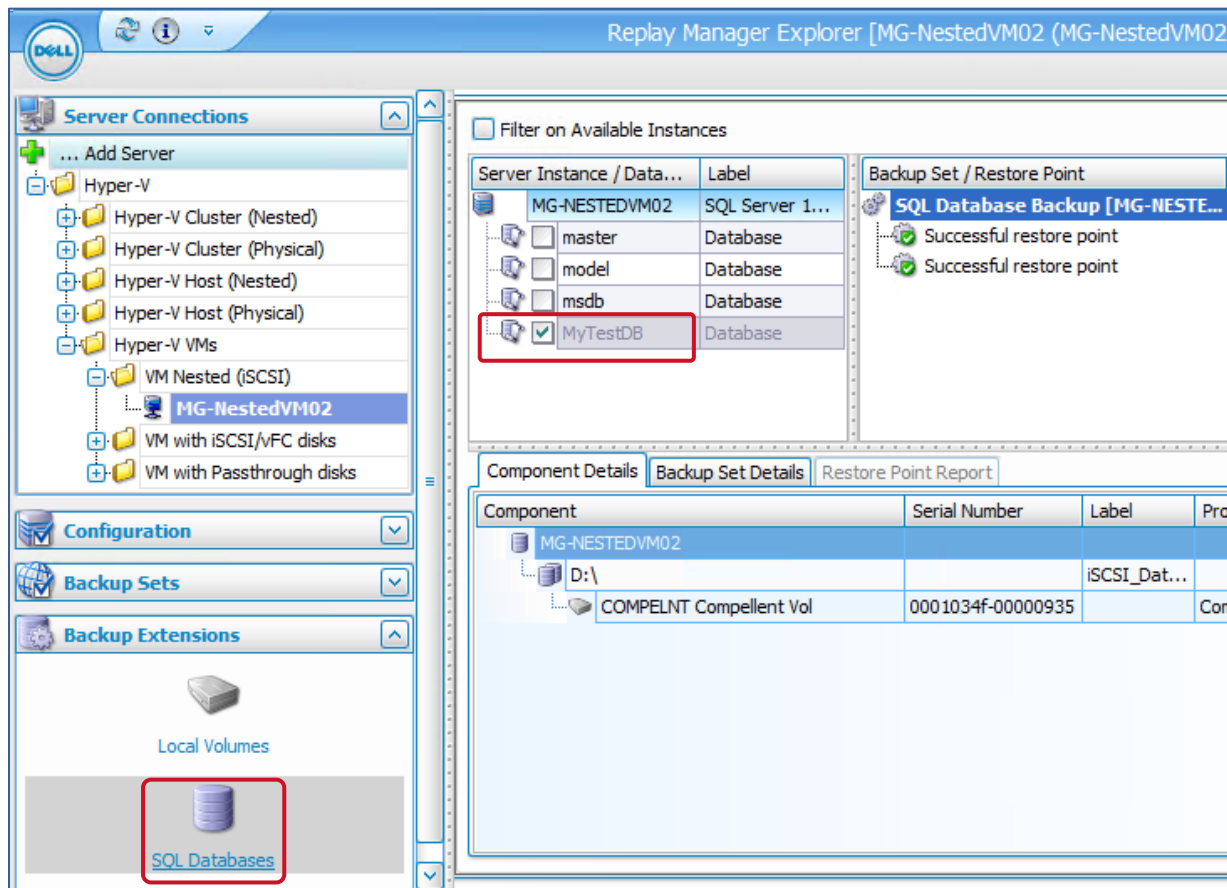 Replay Manager Explorer [MG-NestedVM02 (MG-NestedVM02
DELL
Server Connections
... Add Server
Hyper-V
Hyper-V Cluster (Nested)
Hyper-V Cluster (Physical)
Hyper-V Host (Nested)
Hyper-V Host (Physical)
Hyper-V VMs
VM Nested (iSCSI)
MG-NestedVM02
VM with iSCSI/vFC disks
VM with Passthrough disks
Configuration
Backup Sets
Backup Extensions
Local Volumes
SQL Databases
Filter on Available Instances
Server Instance / Data... Label
MG-NESTEDVM02 SQL Server 1...
master Database
model Database
msdb Database
MyTestDB Database
Backup Set / Restore Point
SQL Database Backup [MG-NESTE...
Successful restore point
Successful restore point
Component Details Backup Set Details Restore Point Report
Component Serial Number Label Pro
MG-NESTEDVM02
D:\ iSCSI_Dat...
COMPELNT Compellent Vol 0001034f-00000935 Con